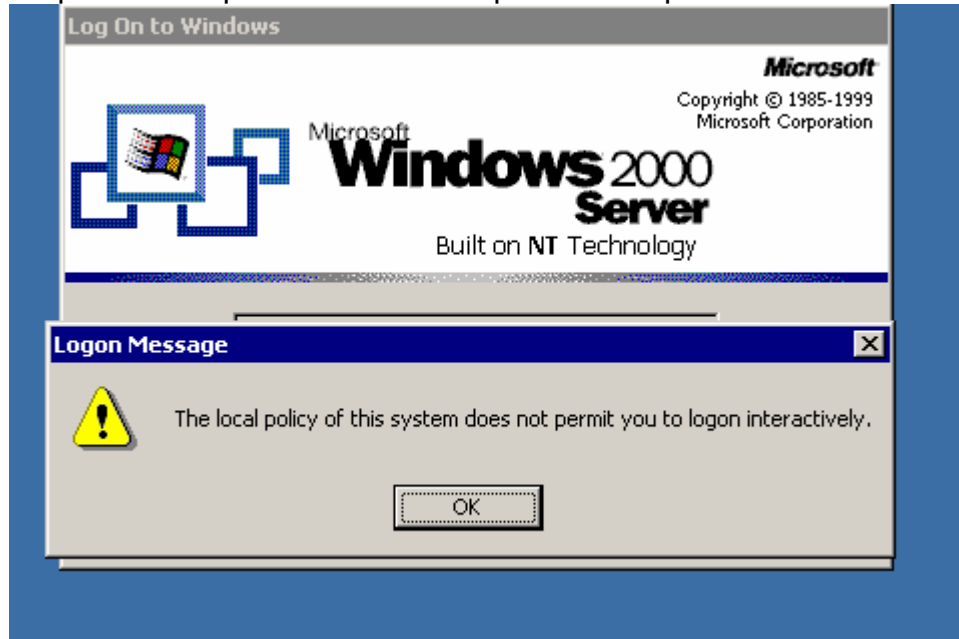 Log On to Windows
Microsoft
Copyright © 1985-1999
Microsoft Corporation
Microsoft
Windows 2000
Server
Built on NT Technology
Logon Message
The local policy of this system does not permit you to logon interactively.
OK